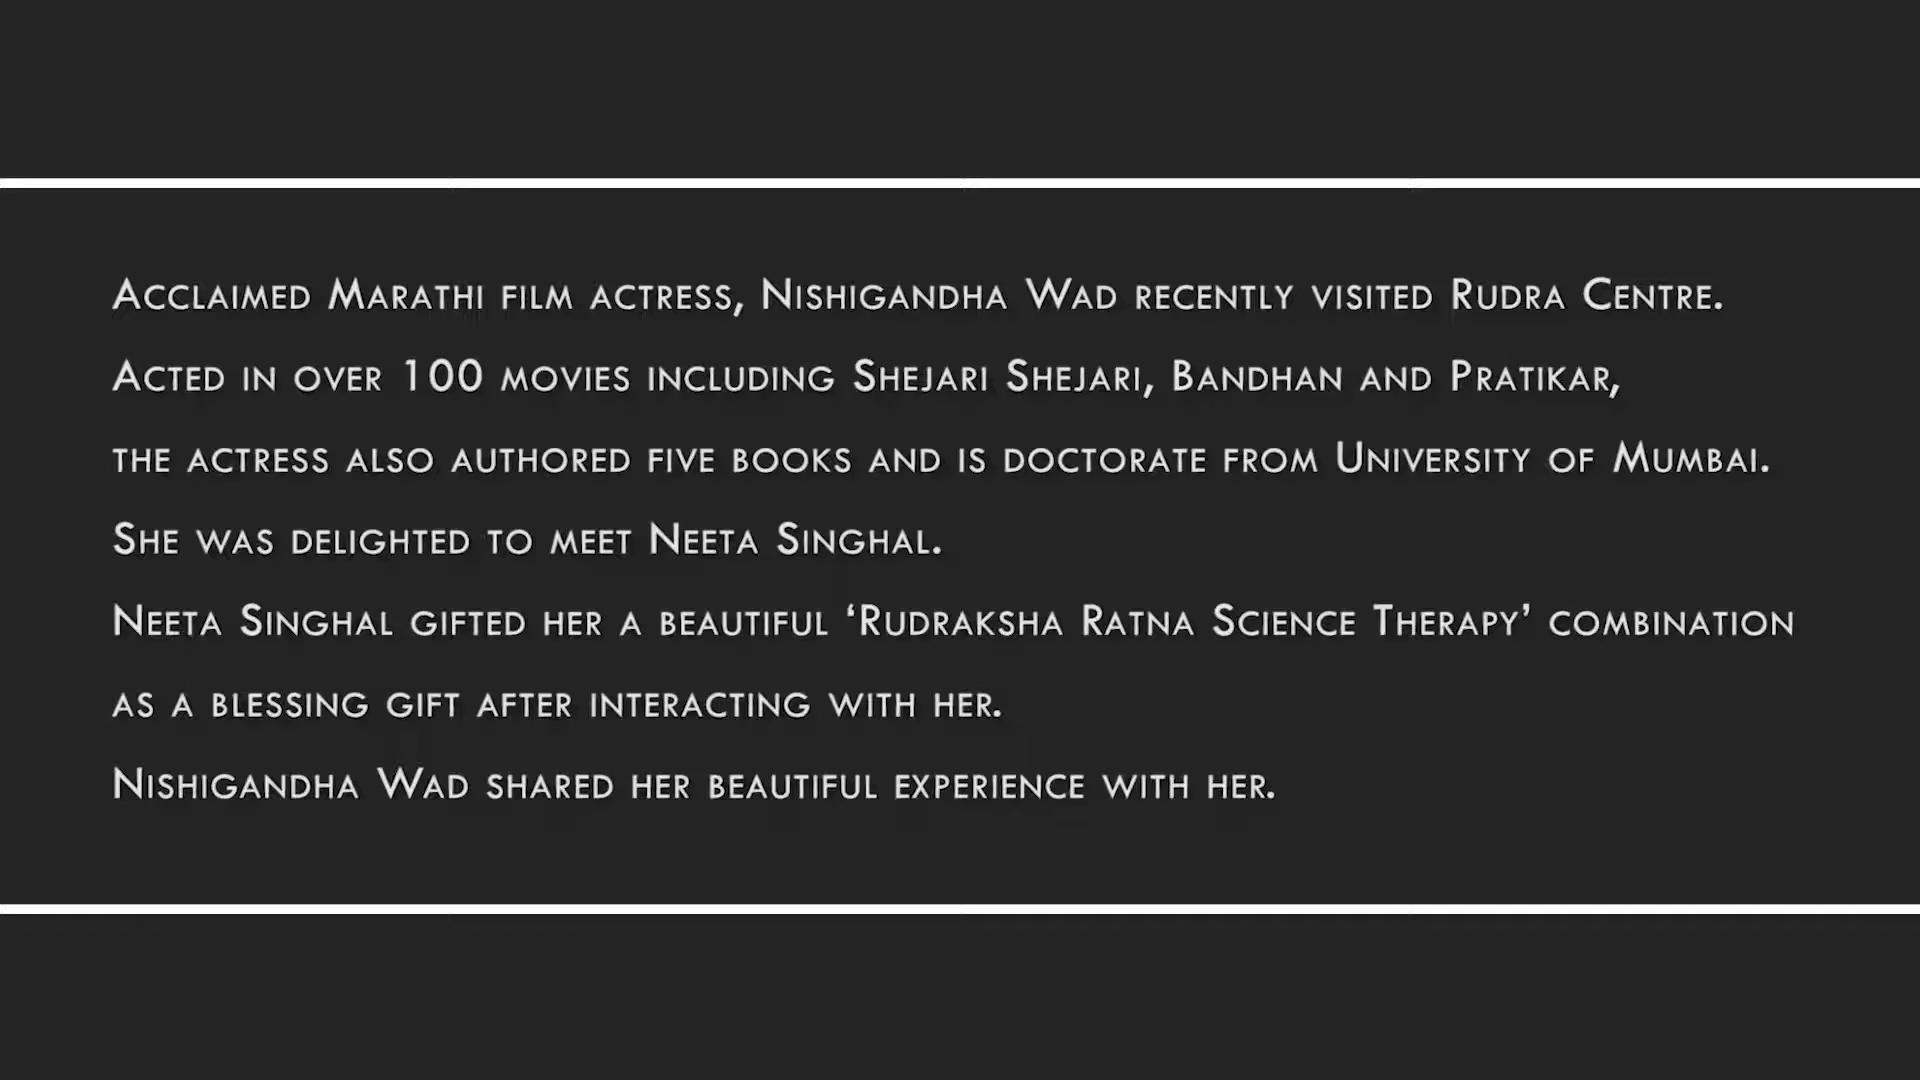 Acclaimed Marathi film actress, Nishigandha Wad recently visited Rudra Centre.
Acted in over 100 movies including Shejari Shejari, Bandhan and Pratikar,
the actress also authored five books and is doctorate from University of Mumbai.
She was delighted to meet Neeta Singhal.
Neeta Singhal gifted her a beautiful ‘Rudraksha Ratna Science Therapy’ combination
as a blessing gift after interacting with her.
Nishigandha Wad shared her beautiful experience with her.